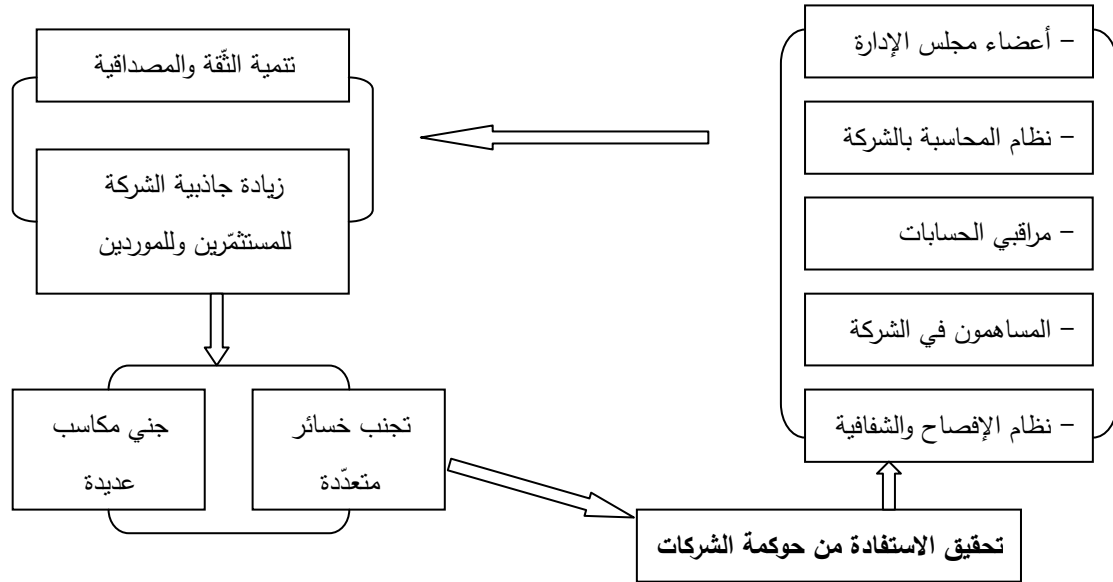 – أعضاء مجلس الإدارة
– نظام المحاسبة بالشركة
– مراقبي الحسابات
– المساهمون في الشركة
– نظام الإفصاح والشفافية
تنمية الثّقة والمصداقية
زيادة جاذبية الشركة
للمستثمّرين وللموردين
تجنب خسائر
متعدّدة
جني مكاسب
عديدة
تحقيق الاستفادة من حوكمة الشركات